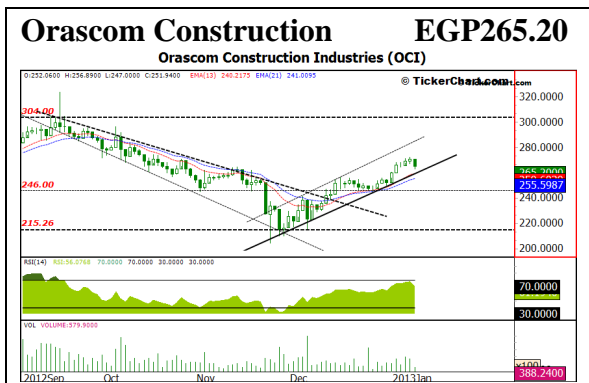 Orascom Construction EGP265.20
Orascom Construction Industries (OCI)
O:252.0600 H:256.8900 L:247.0000 C:251.9400 EMA(13) 240.2175 EMA(21) 241.0095
© TickerChart.com
320.0000
304.00
300.0000
280.0000
265.2000
255.5987
246.00
240.0000
220.0000
215.26
200.0000
RSI(14) RSI:56.0768 70.0000 70.0000 30.0000 30.0000
70.0000
30.0000
VOL VOLUME:579.9000
x100
388.2400
2012Sep Oct Nov Dec 2013Jan